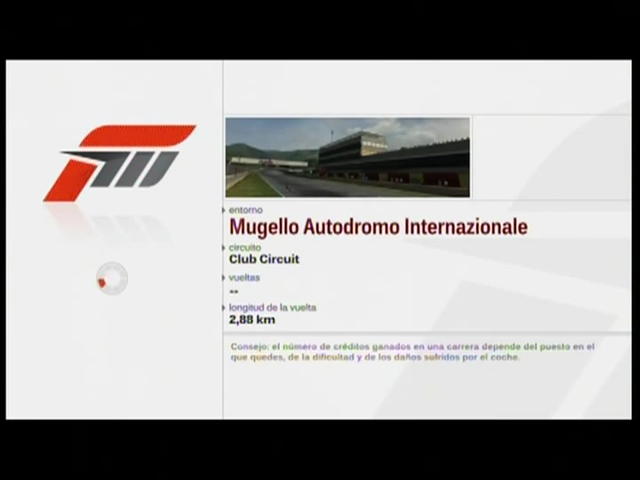 entorno
Mugello Autodromo Internazionale
circuito
Club Circuit
vueltas
--
longitud de la vuelta
2,88 km
Consejo: el número de créditos ganados en una carrera depende del puesto en el
que quedes, de la dificultad y de los daños sufridos por el coche.